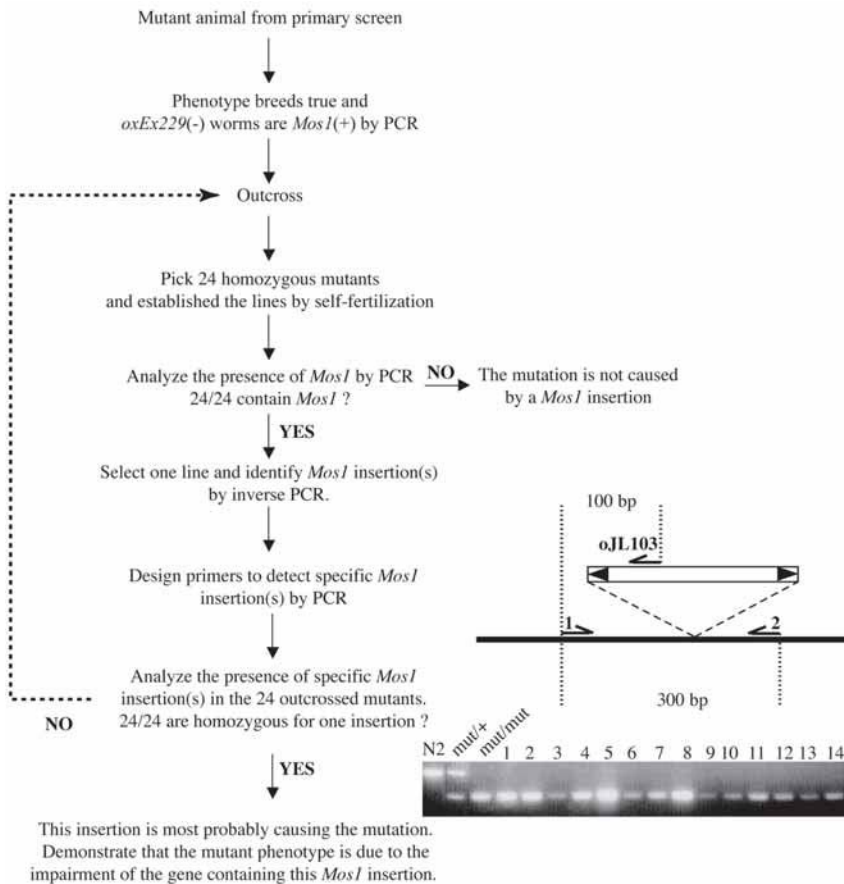 Mutant animal from primary screen
Phenotype breeds true and
oxEx229(-) worms are Mos1(+) by PCR
Outcross
Pick 24 homozygous mutants
and established the lines by self-fertilization
Analyze the presence of Mos1 by PCR
24/24 contain Mos1 ?
NO
The mutation is not caused
by a Mos1 insertion
YES
Select one line and identify Mos1 insertion(s)
by inverse PCR.
Design primers to detect specific Mos1
insertion(s) by PCR
Analyze the presence of specific Mos1
insertion(s) in the 24 outcrossed mutants.
24/24 are homozygous for one insertion ?
NO
YES
This insertion is most probably causing the mutation.
Demonstrate that the mutant phenotype is due to the
impairment of the gene containing this Mos1 insertion.
100 bp
oJL103
1 2
300 bp
N2 mut/+ mut/mut 1 2 3 4 5 6 7 8 9 10 11 12 13 14